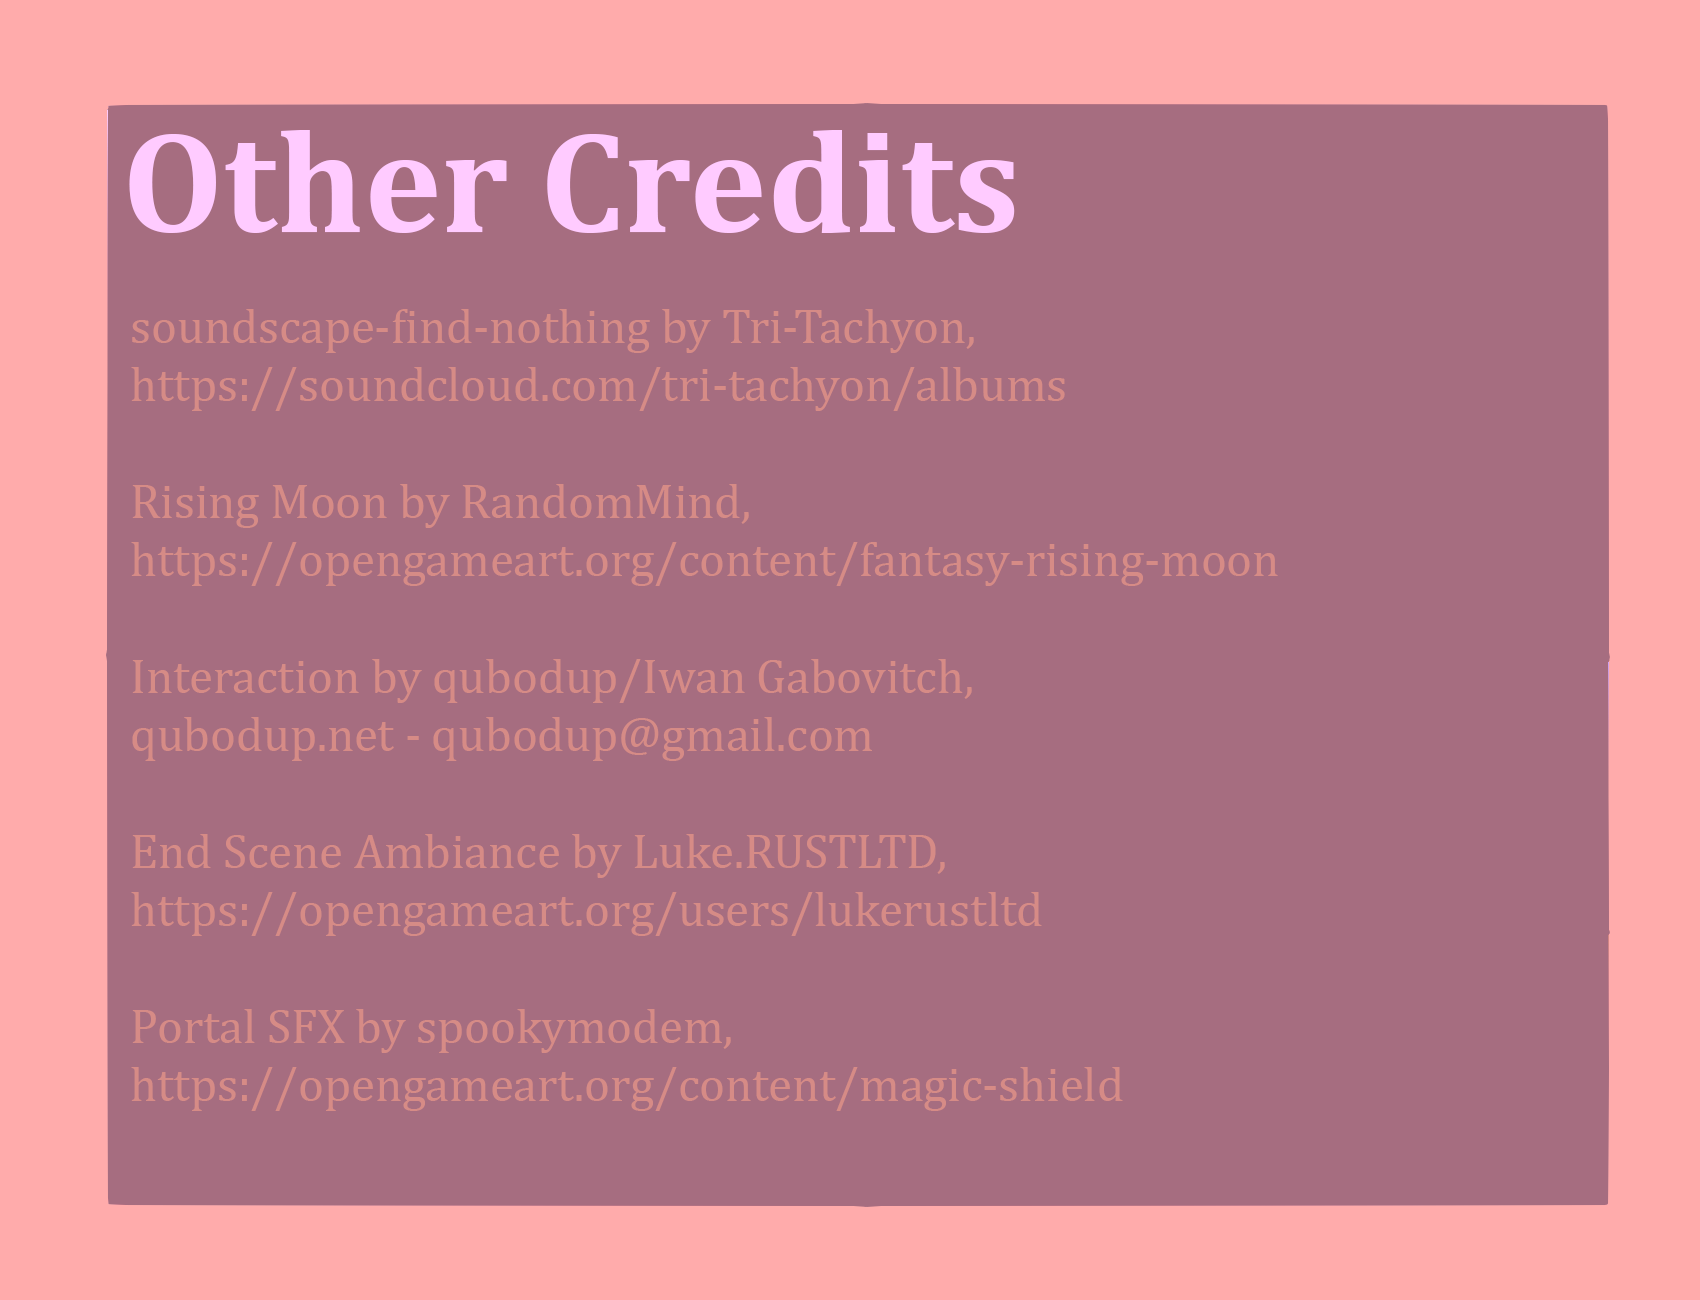 Other Credits
soundscape-find-nothing by Tri-Tachyon,
https://soundcloud.com/tri-tachyon/albums
Rising Moon by RandomMind,
https://opengameart.org/content/fantasy-rising-moon
Interaction by qubodup/Iwan Gabovitch,
qubodup.net - qubodup@gmail.com
End Scene Ambiance by Luke.RUSTLTD,
https://opengameart.org/users/lukerustltd
Portal SFX by spookymodem,
https://opengameart.org/content/magic-shield